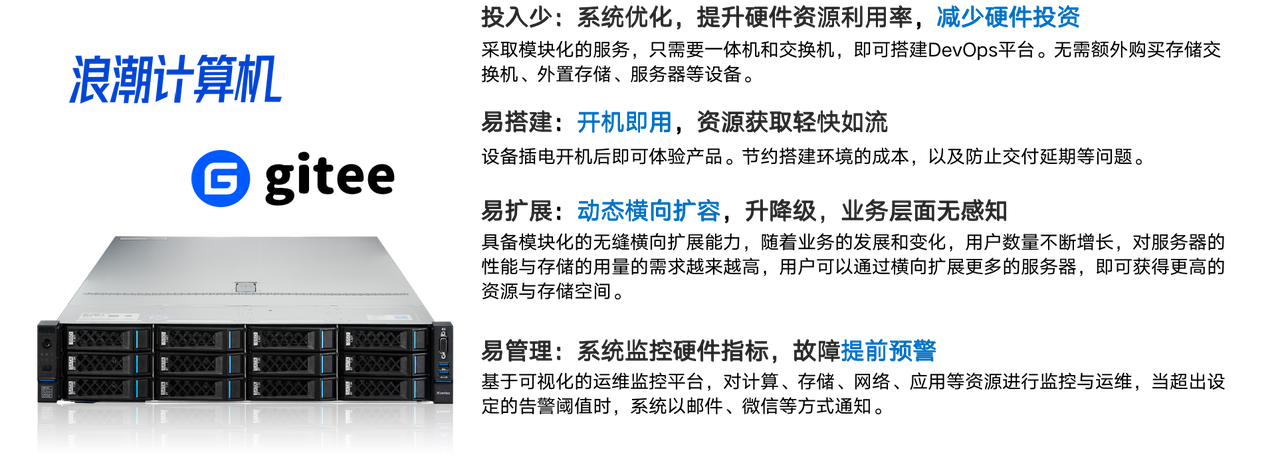 浪潮计算机
gitee
投入少：系统优化，提升硬件资源利用率，减少硬件投资
采取模块化的服务，只需要一体机和交换机，即可搭建DevOps平台。无需额外购买存储交
换机、外置存储、服务器等设备。
易搭建：开机即用，资源获取轻快如流
设备插电开机后即可体验产品。节约搭建环境的成本，以及防止交付延期等问题。
易扩展：动态横向扩容，升降级，业务层面无感知
具备模块化的无缝横向扩展能力，随着业务的发展和变化，用户数量不断增长，对服务器的
性能与存储的用量的需求越来越高，用户可以通过横向扩展更多的服务器，即可获得更高的
资源与存储空间。
易管理：系统监控硬件指标，故障提前预警
基于可视化的运维监控平台，对计算、存储、网络、应用等资源进行监控与运维，当超出设
定的告警阈值时，系统以邮件、微信等方式通知。